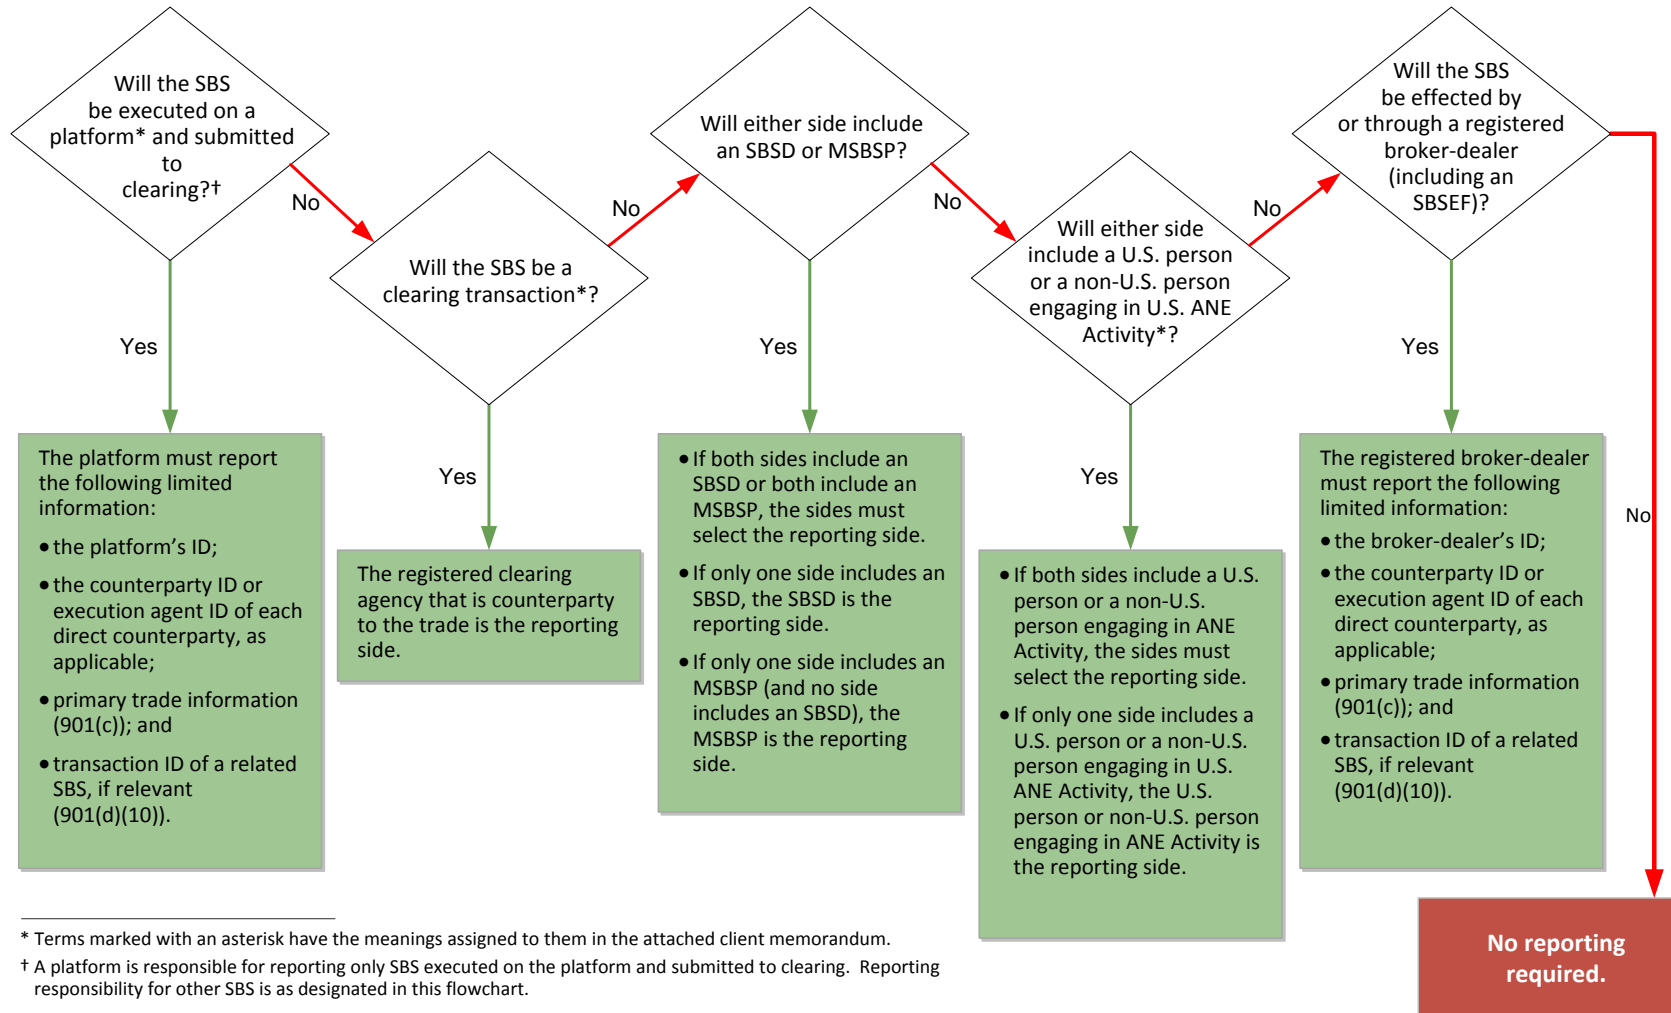 Will the SBS
be executed on a
platform* and submitted
to
clearing?†
No
Yes
Will the SBS be a
clearing transaction*?
No
Yes
Will either side include
an SBSD or MSBSP?
No
Yes
Will either side
include a U.S. person
or a non-U.S. person
engaging in U.S. ANE
Activity*?
No
Yes
Will the SBS
be effected by
or through a registered
broker-dealer
(including an
SBSEF)?
Yes
No
The platform must report
the following limited
information:
• the platform’s ID;
• the counterparty ID or
execution agent ID of each
direct counterparty, as
applicable;
• primary trade information
(901(c)); and
• transaction ID of a related
SBS, if relevant
(901(d)(10)).
The registered clearing
agency that is counterparty
to the trade is the reporting
side.
• If both sides include an
SBSD or both include an
MSBSP, the sides must
select the reporting side.
• If only one side includes an
SBSD, the SBSD is the
reporting side.
• If only one side includes an
MSBSP (and no side
includes an SBSD), the
MSBSP is the reporting
side.
• If both sides include a U.S.
person or a non-U.S.
person engaging in ANE
Activity, the sides must
select the reporting side.
• If only one side includes a
U.S. person or a non-U.S.
person engaging in U.S.
ANE Activity, the U.S.
person or non-U.S. person
engaging in ANE Activity is
the reporting side.
The registered broker-dealer
must report the following
limited information:
• the broker-dealer’s ID;
• the counterparty ID or
execution agent ID of each
direct counterparty, as
applicable;
• primary trade information
(901(c)); and
• transaction ID of a related
SBS, if relevant
(901(d)(10)).
No reporting
required.
* Terms marked with an asterisk have the meanings assigned to them in the attached client memorandum.
† A platform is responsible for reporting only SBS executed on the platform and submitted to clearing.  Reporting
responsibility for other SBS is as designated in this flowchart.